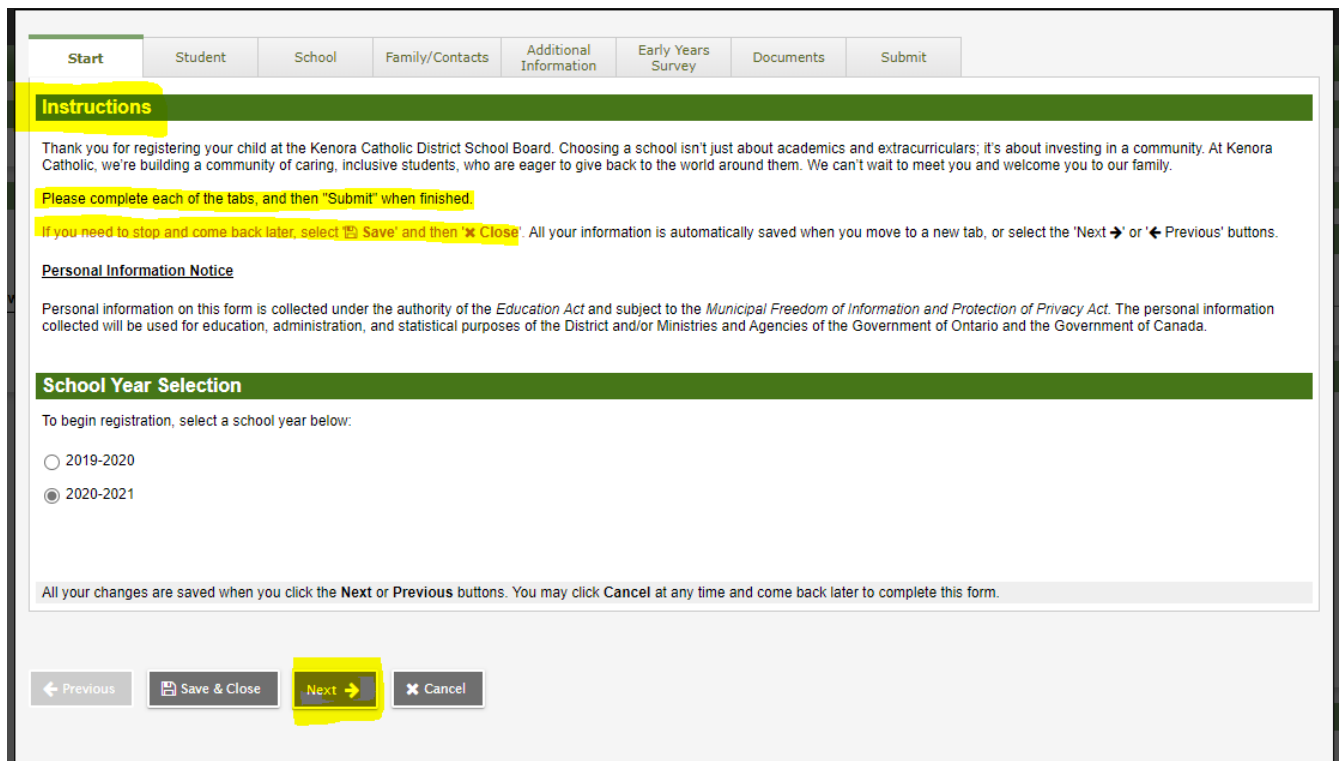 Start
Student
School
Family/Contacts
Additional
Information
Early Years
Survey
Documents
Submit
Instructions
Thank you for registering your child at the Kenora Catholic District School Board. Choosing a school isn't just about academics and extracurriculars; it's about investing in a community. At Kenora
Catholic, we're building a community of caring, inclusive students, who are eager to give back to the world around them. We can't wait to meet you and welcome you to our family.
Please complete each of the tabs, and then "Submit" when finished.
If you need to stop and come back later, select '💾 Save' and then '✖ Close'. All your information is automatically saved when you move to a new tab, or select the 'Next ➔' or '🡰 Previous' buttons.
Personal Information Notice
Personal information on this form is collected under the authority of the Education Act and subject to the Municipal Freedom of Information and Protection of Privacy Act. The personal information
collected will be used for education, administration, and statistical purposes of the District and/or Ministries and Agencies of the Government of Ontario and the Government of Canada.
School Year Selection
To begin registration, select a school year below:
2019-2020
2020-2021
All your changes are saved when you click the Next or Previous buttons. You may click Cancel at any time and come back later to complete this form.
🡰 Previous
💾 Save & Close
Next ➔
✖ Cancel